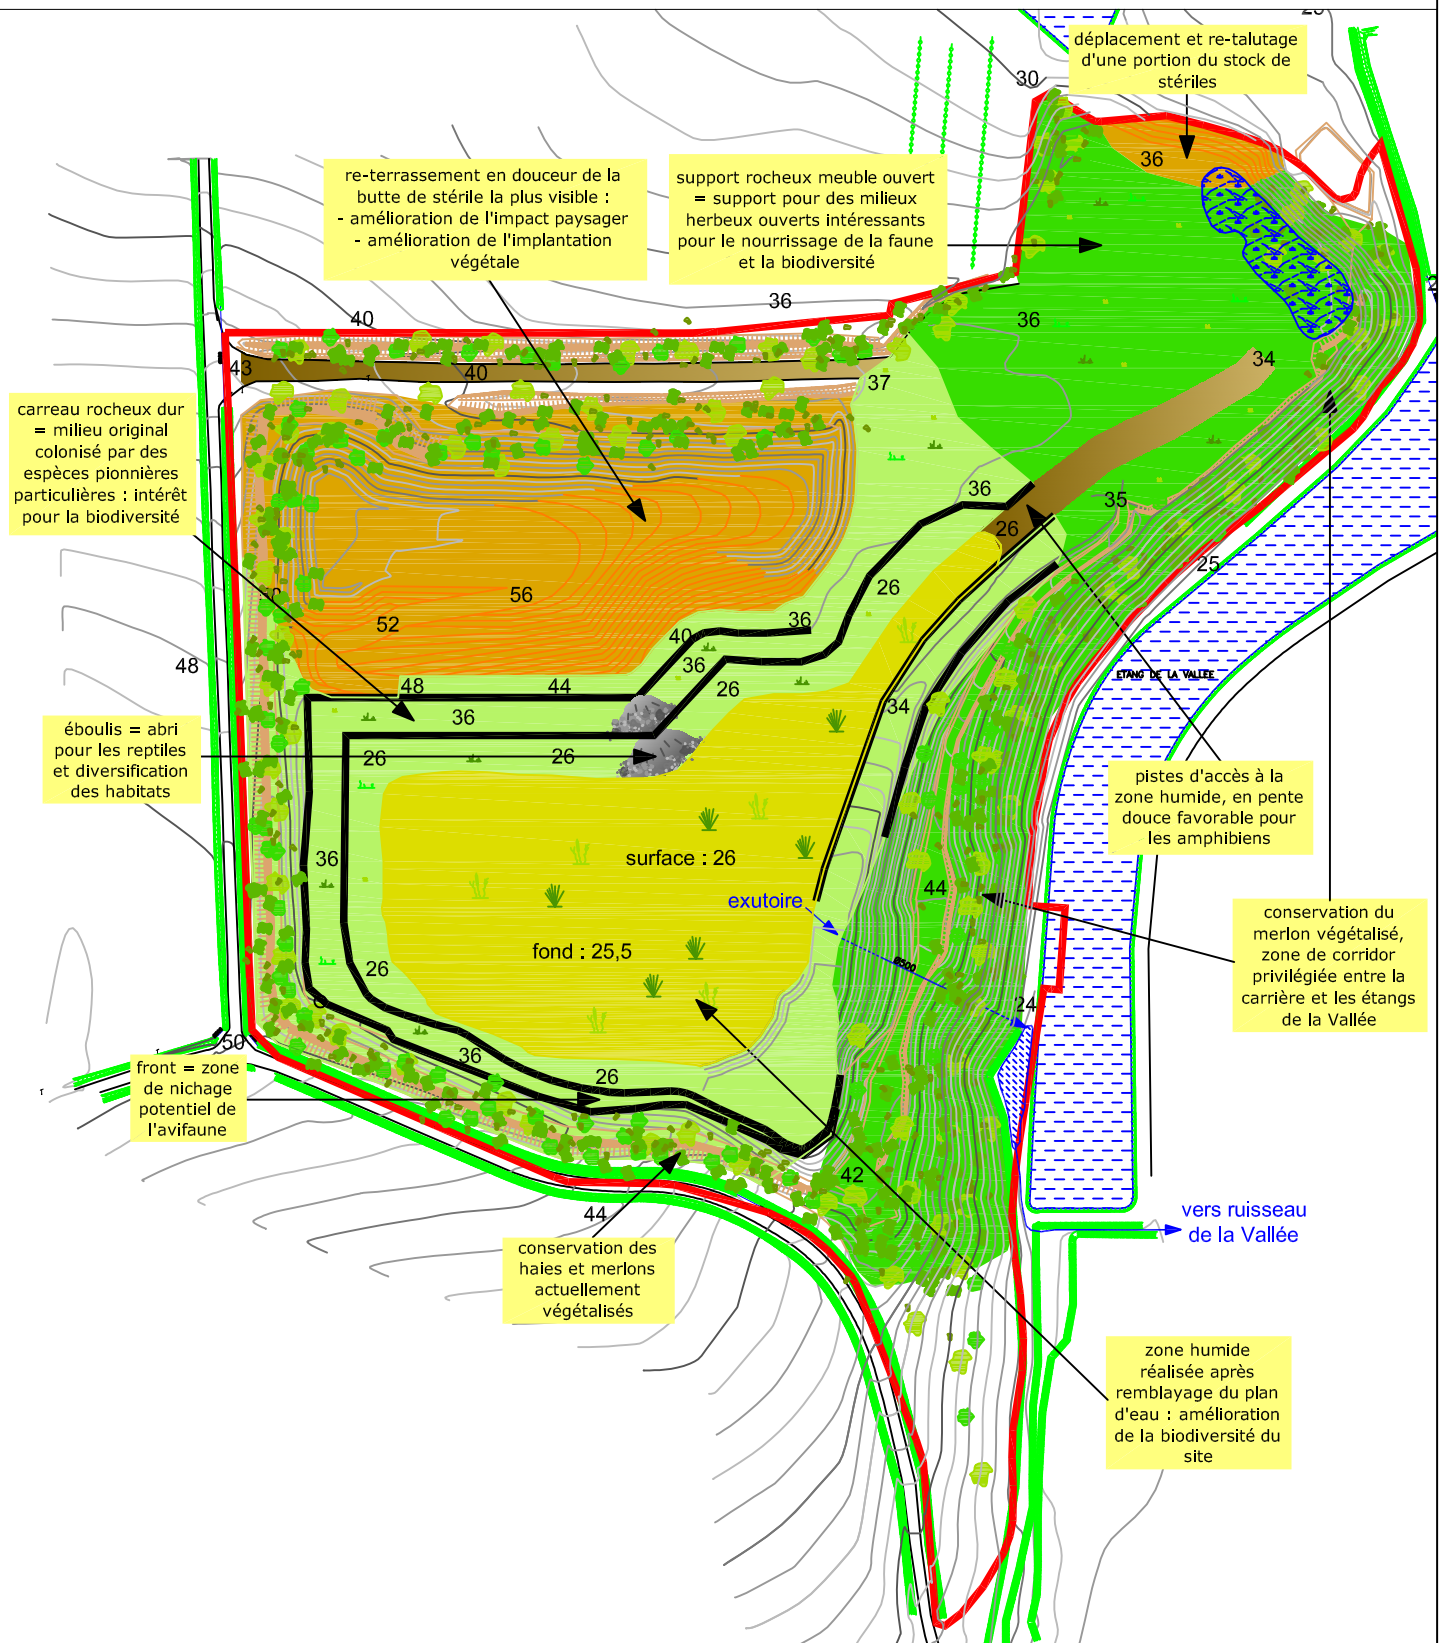 déplacement et re-talutage
d'une portion du stock de
stériles
30
36
re-terrassement en douceur de la
butte de stérile la plus visible :
- amélioration de l'impact paysager
- amélioration de l'implantation
végétale
support rocheux meuble ouvert
= support pour des milieux
herbeux ouverts intéressants
pour le nourrissage de la faune
et la biodiversité
36
40
36
34
43
40
37
carreau rocheux dur
= milieu original
colonisé par des
espèces pionnières
particulières : intérêt
pour la biodiversité
36
35
26
25
26
56
52
36
40
48
36
ETANG DE LA VALLEE
48
44
26
34
36
éboulis = abri
pour les reptiles
et diversification
des habitats
26
26
pistes d'accès à la
zone humide, en pente
douce favorable pour
les amphibiens
36
surface : 26
44
exutoire
conservation du
merlon végétalisé,
zone de corridor
privilégiée entre la
carrière et les étangs
de la Vallée
fond : 25,5
Ø500
26
24
50
36
front = zone
de nichage
potentiel de
l'avifaune
26
42
44
vers ruisseau
de la Vallée
conservation des
haies et merlons
actuellement
végétalisés
zone humide
réalisée après
remblayage du plan
d'eau : amélioration
de la biodiversité du
site